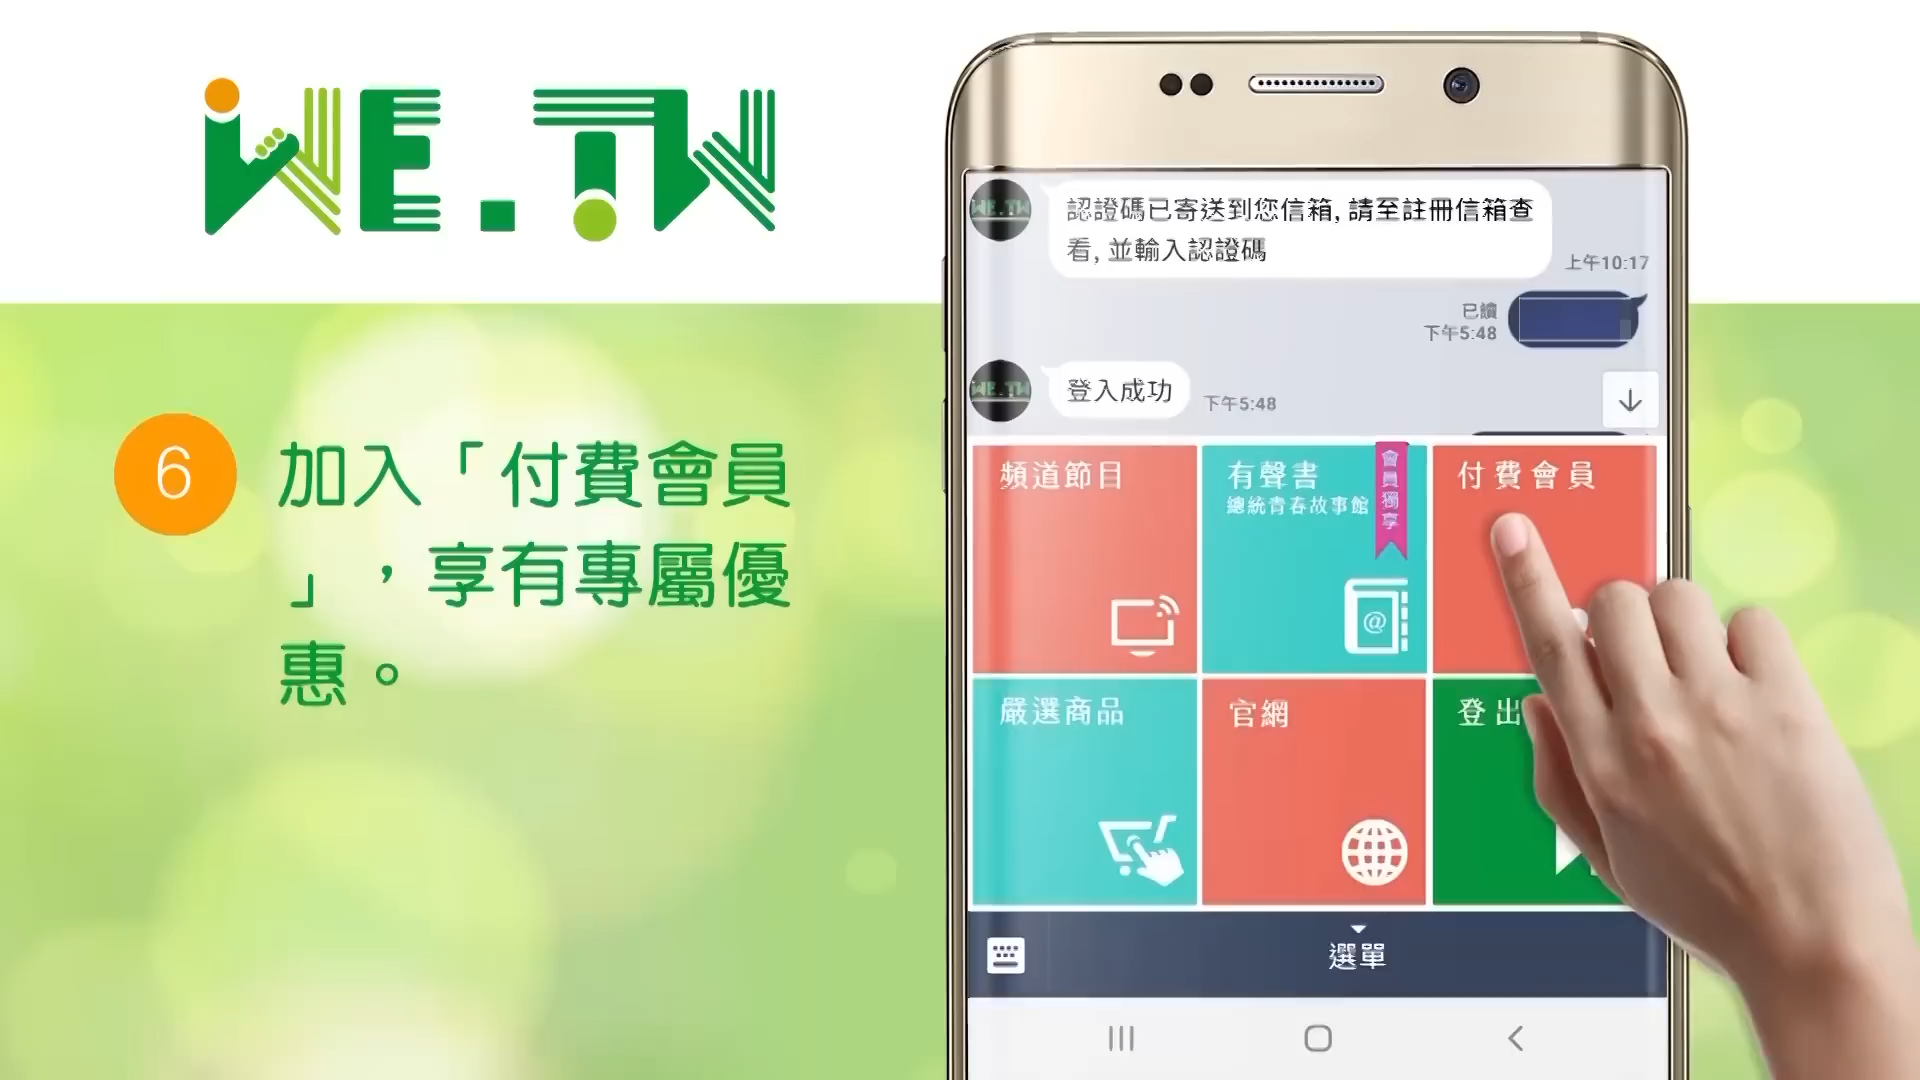 WE.TW
6
加入「付費會員
」，享有專屬優
惠。
WE.TW
認證碼已寄送到您信箱, 請至註冊信箱查
看, 並輸入認證碼
上午10:17
已讀
下午5:48
WE.TW
登入成功
下午5:48
頻道節目
有聲書
總統青春故事館
會員獨享
付費會員
嚴選商品
官網
登出
選單